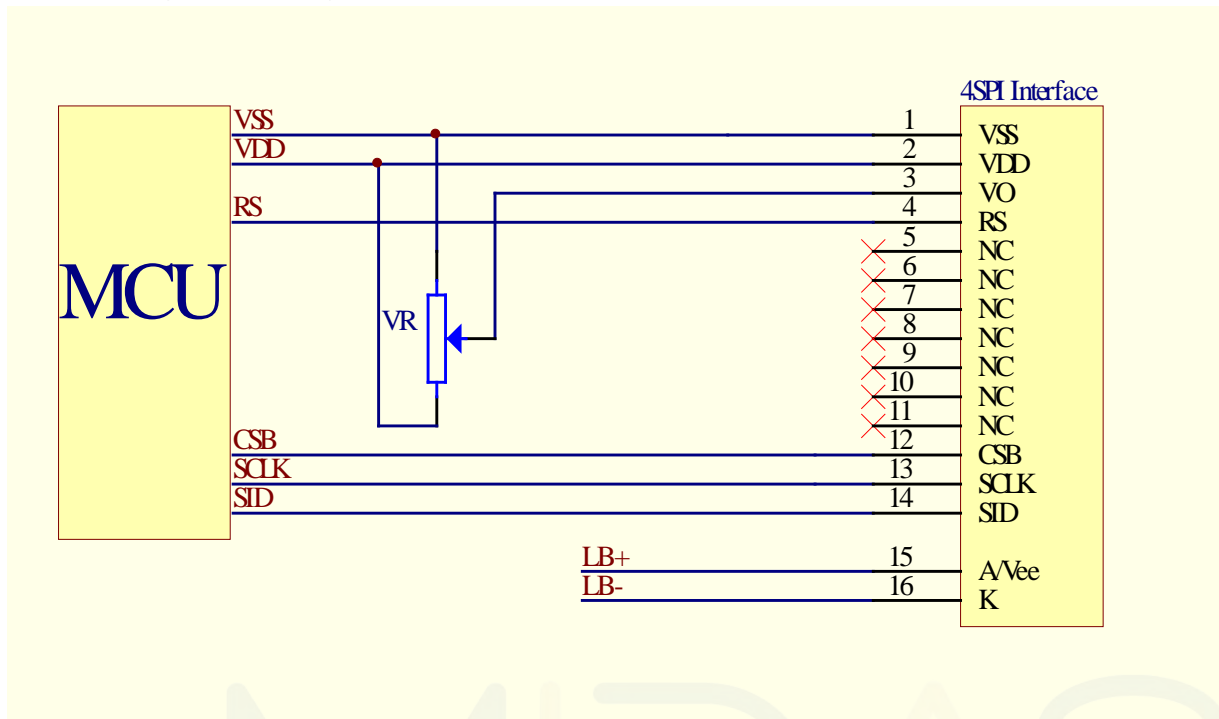 4SPI Interface
VSS 1 VSS
VDD 2 VDD
3 VO
RS 4 RS
5 NC
MCU 6 NC
7 NC
VR 8 NC
9 NC
10 NC
11 NC
CSB 12 CSB
SCLK 13 SCLK
SID 14 SID
LB+ 15 A/Vee
LB- 16 K
MIDAS